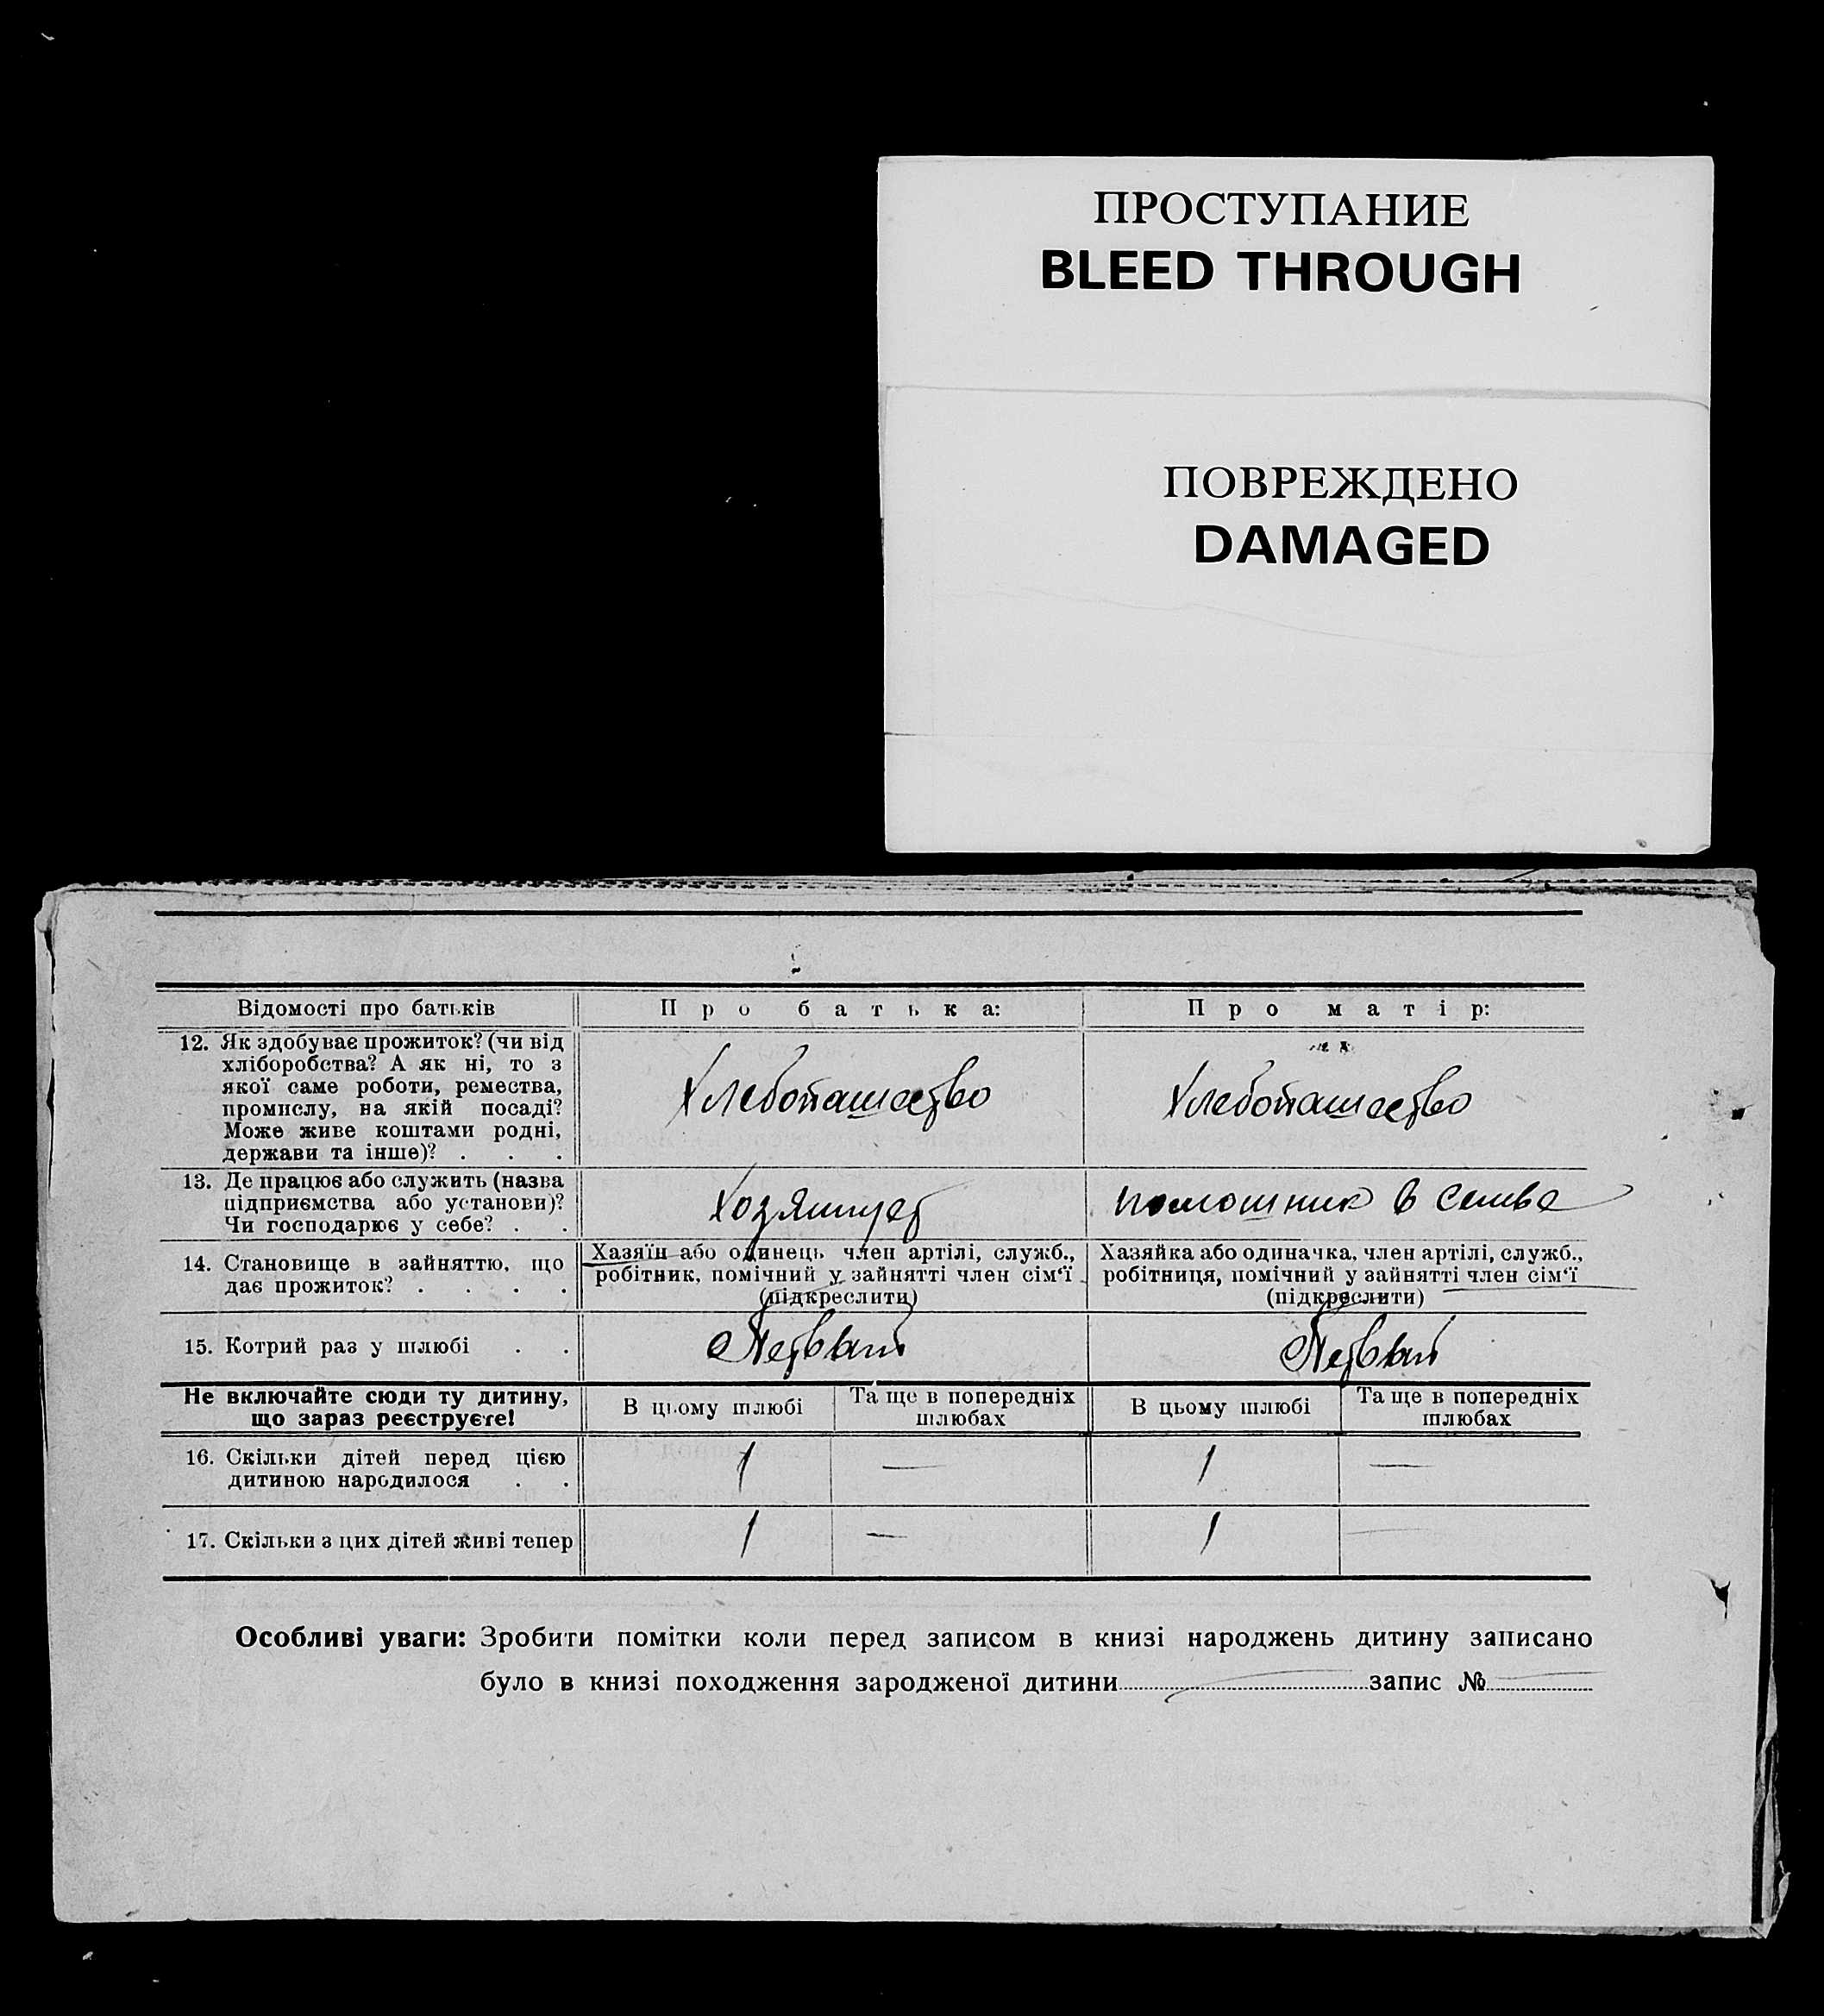 ПРОСТУПАНИЕ
BLEED THROUGH
ПОВРЕЖДЕНО
DAMAGED
Відомості про батьків
Про батька:
Про матір:
12. Як здобуває прожиток? (чи від
хліборобства? А як ні, то з
якої саме роботи, ремества,
промислу, на якій посаді?
Може живе коштами родні,
держави та інше)? . . .
Хлебопашество
Хлебопашество
13. Де працює або служить (назва
підприємства або установи)?
Чи господарює у себе? . .
Хозяинует
помошник в семье
14. Становище в зайняттю, що
дає прожиток? . . . .
Хазяїн або одинець член артілі, служб.,
робітник, помічний у зайнятті член сім'ї
(підкреслити)
Хазяйка або одиначка, член артілі, служб.,
робітниця, помічний у зайнятті член сім'ї
(підкреслити)
15. Котрий раз у шлюбі . .
Первый
Первый
Не включайте сюди ту дитину,
що зараз реєструєте!
В цьому шлюбі
Та ще в попередніх
шлюбах
В цьому шлюбі
Та ще в попередніх
шлюбах
16. Скільки дітей перед цією
дитиною народилося . .
1
—
1
—
17. Скільки з цих дітей живі тепер
1
—
1
—
Особливі уваги: Зробити помітки коли перед записом в книзі народжень дитину записано
було в книзі походження зародженої дитини запис №